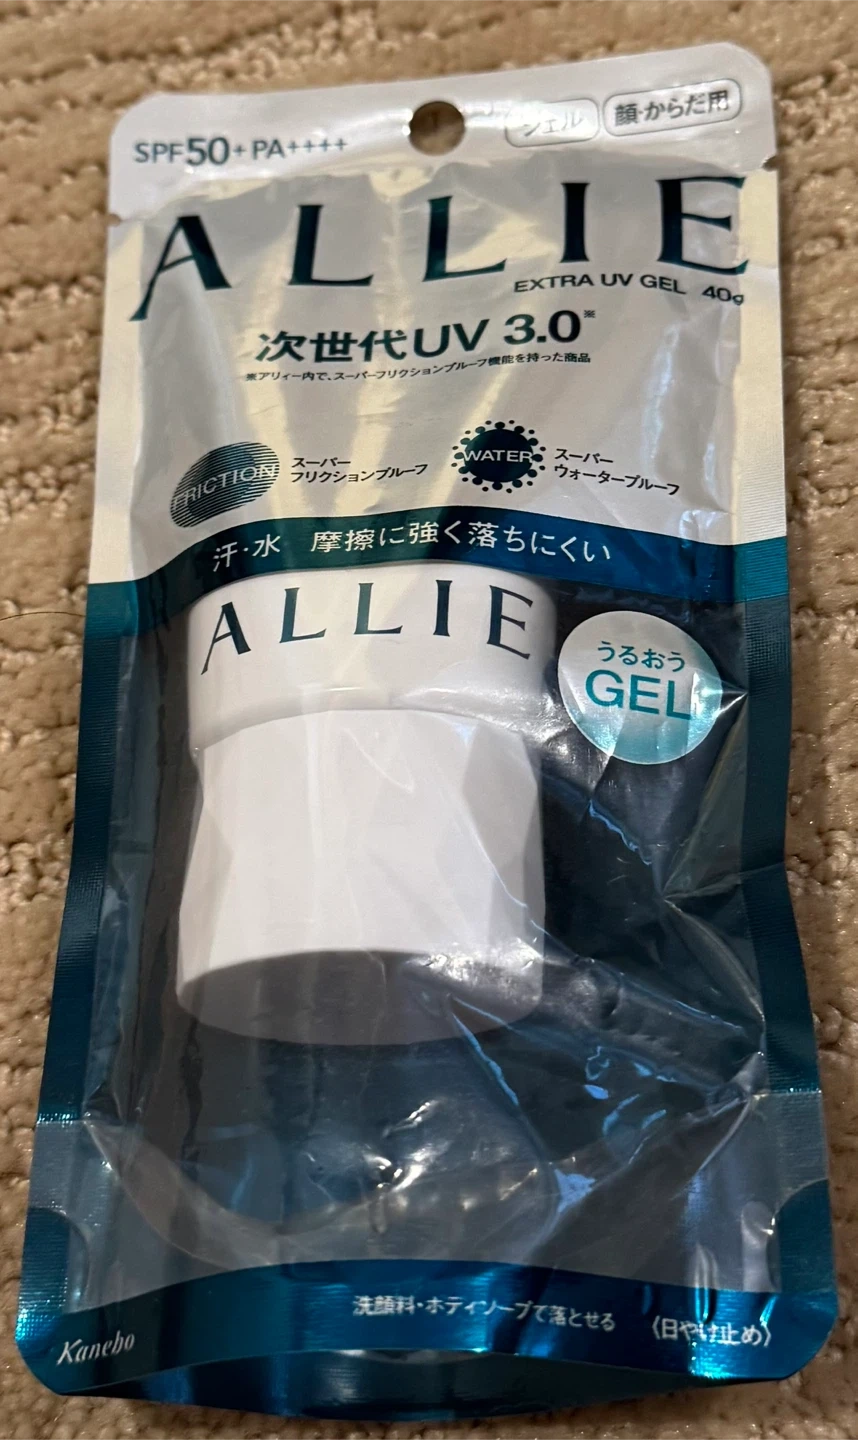 SPF50+PA++++
ジェル
顔・からだ用
ALLIE
EXTRA UV GEL 40g
次世代UV 3.0※
※アリィー内で、スーパーフリクションプルーフ機能を持った商品
FRICTION
スーパー
フリクションプルーフ
WATER
スーパー
ウォータープルーフ
汗・水 摩擦に強く落ちにくい
ALLIE
うるおう
GEL
洗顔料・ボディソープで落とせる
〈日やけ止め〉
Kanebo